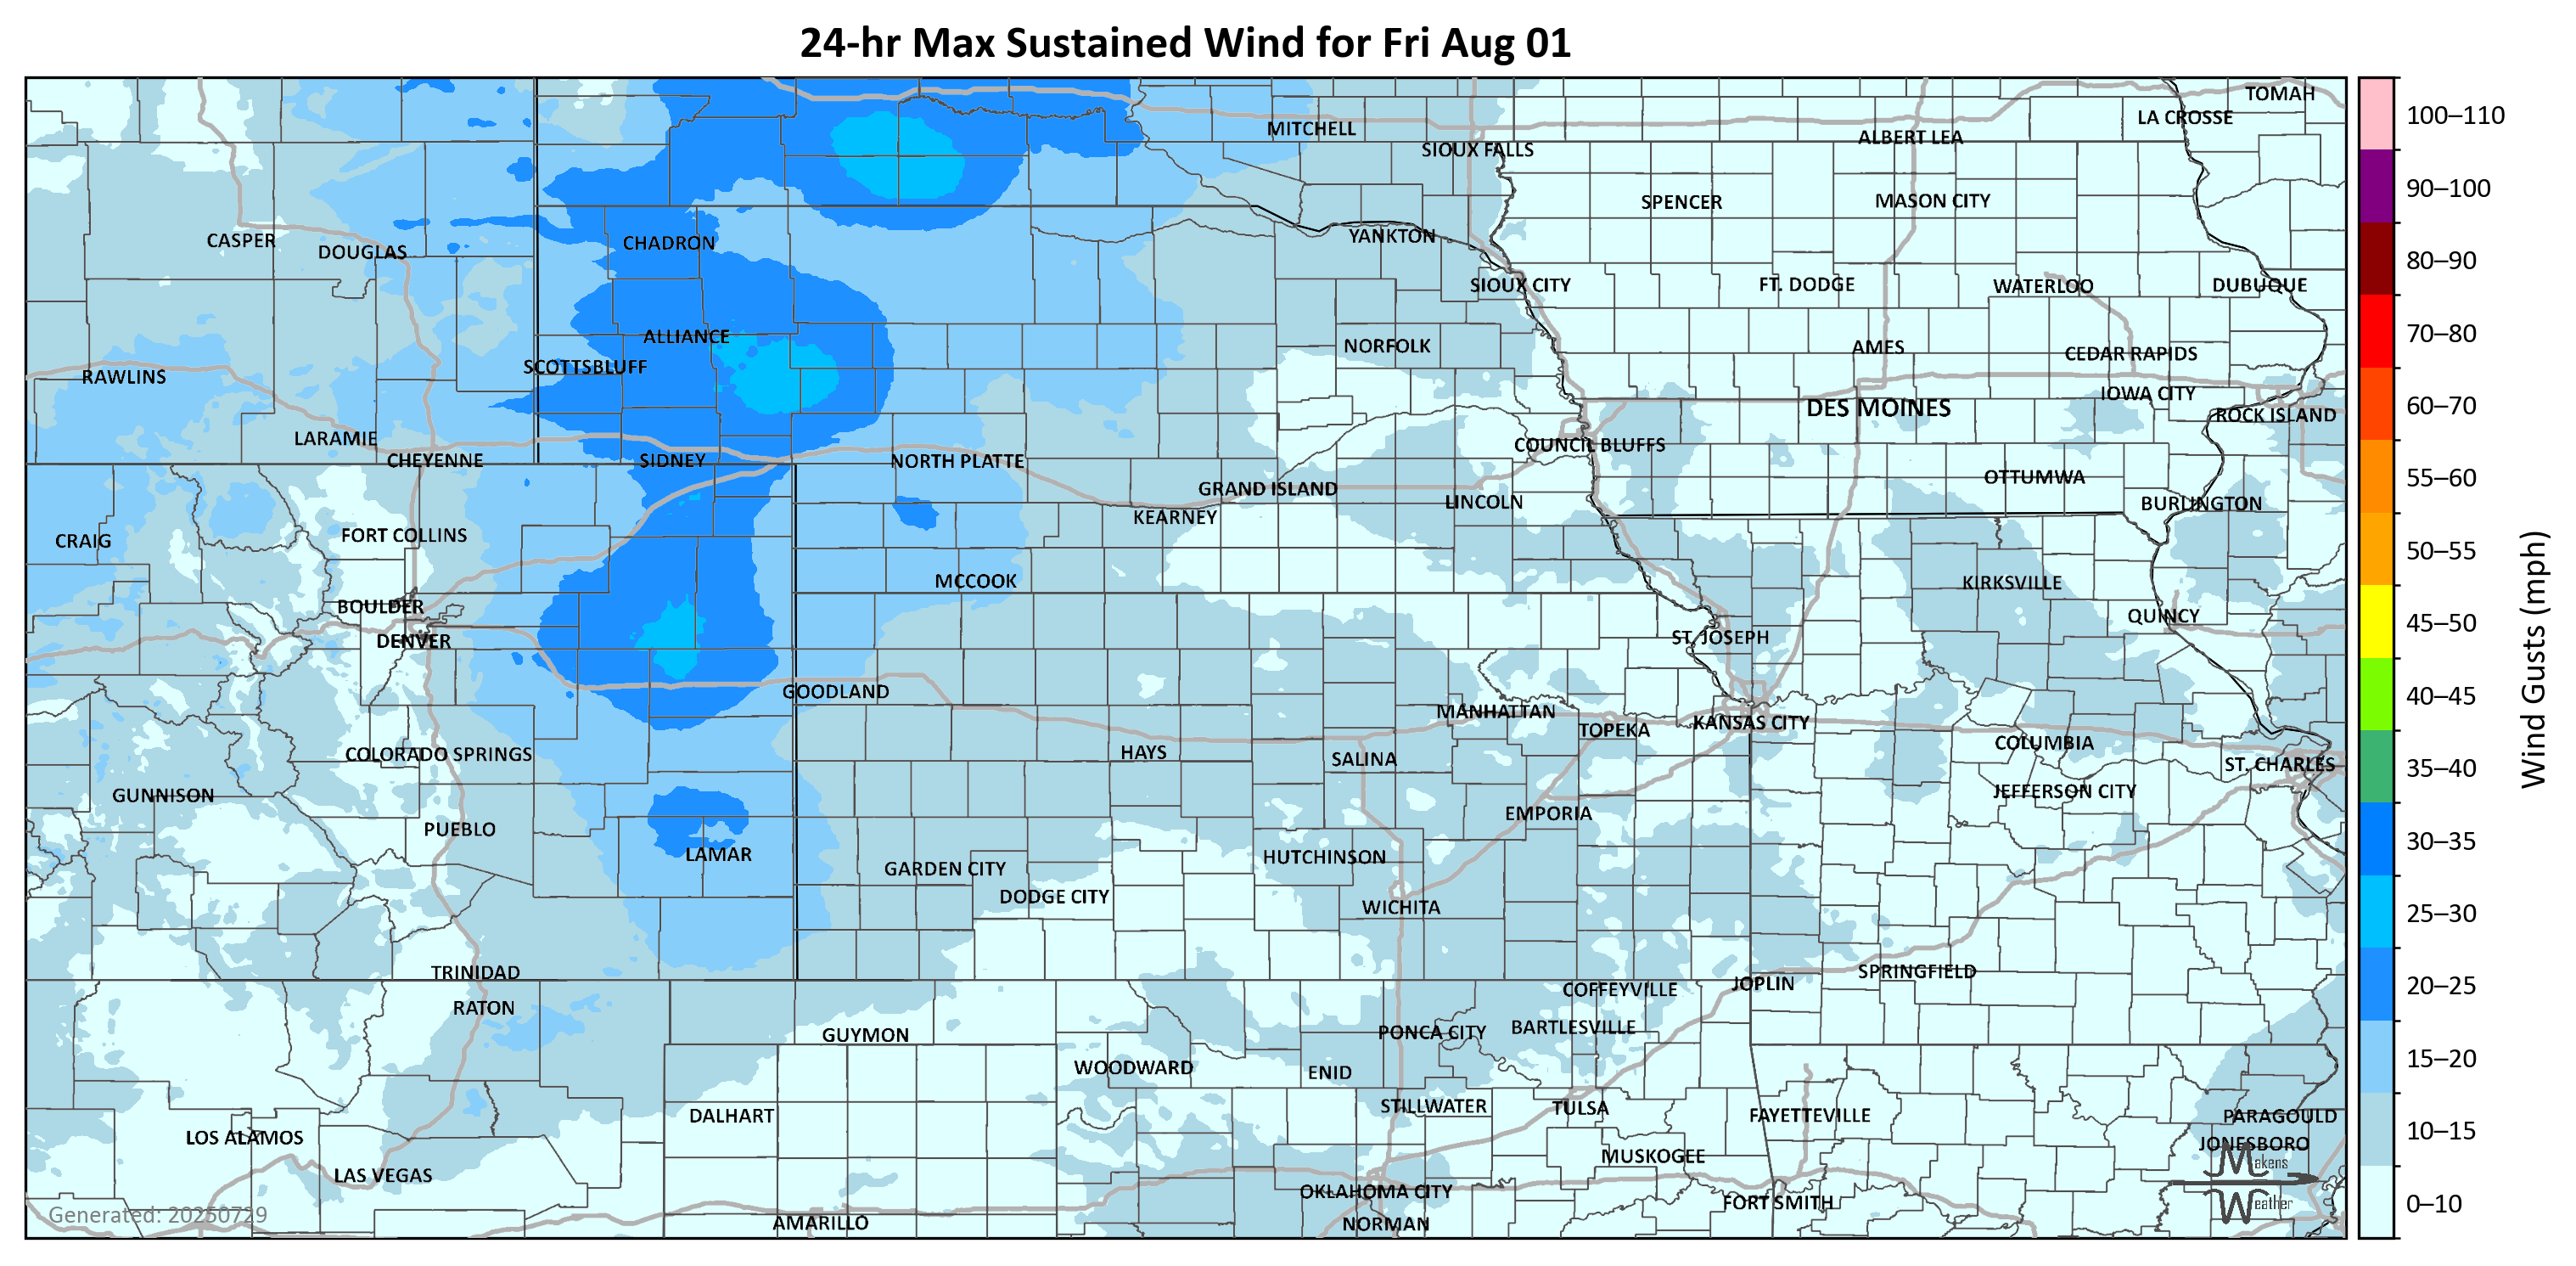 24-hr Max Sustained Wind for Fri Aug 01
TOMAH
LA CROSSE
MITCHELL
ALBERT LEA
SIOUX FALLS
SPENCER
MASON CITY
CASPER
CHADRON
YANKTON
DOUGLAS
SIOUX CITY
FT. DODGE
WATERLOO
DUBUQUE
ALLIANCE
NORFOLK
AMES
CEDAR RAPIDS
SCOTTSBLUFF
RAWLINS
IOWA CITY
DES MOINES
ROCK ISLAND
LARAMIE
COUNCIL BLUFFS
CHEYENNE
SIDNEY
NORTH PLATTE
OTTUMWA
GRAND ISLAND
LINCOLN
BURLINGTON
KEARNEY
FORT COLLINS
CRAIG
MCCOOK
KIRKSVILLE
BOULDER
QUINCY
DENVER
ST. JOSEPH
GOODLAND
MANHATTAN
KANSAS CITY
TOPEKA
COLUMBIA
COLORADO SPRINGS
HAYS
SALINA
ST. CHARLES
GUNNISON
JEFFERSON CITY
EMPORIA
PUEBLO
LAMAR
HUTCHINSON
GARDEN CITY
DODGE CITY
WICHITA
TRINIDAD
SPRINGFIELD
JOPLIN
COFFEYVILLE
RATON
BARTLESVILLE
GUYMON
PONCA CITY
WOODWARD
ENID
STILLWATER
TULSA
DALHART
FAYETTEVILLE
PARAGOULD
LOS ALAMOS
JONESBORO
MUSKOGEE
LAS VEGAS
OKLAHOMA CITY
FORT SMITH
AMARILLO
NORMAN
Generated: 20250729
Makens
Weather
100–110
90–100
80–90
70–80
60–70
55–60
50–55
45–50
40–45
35–40
30–35
25–30
20–25
15–20
10–15
0–10
Wind Gusts (mph)